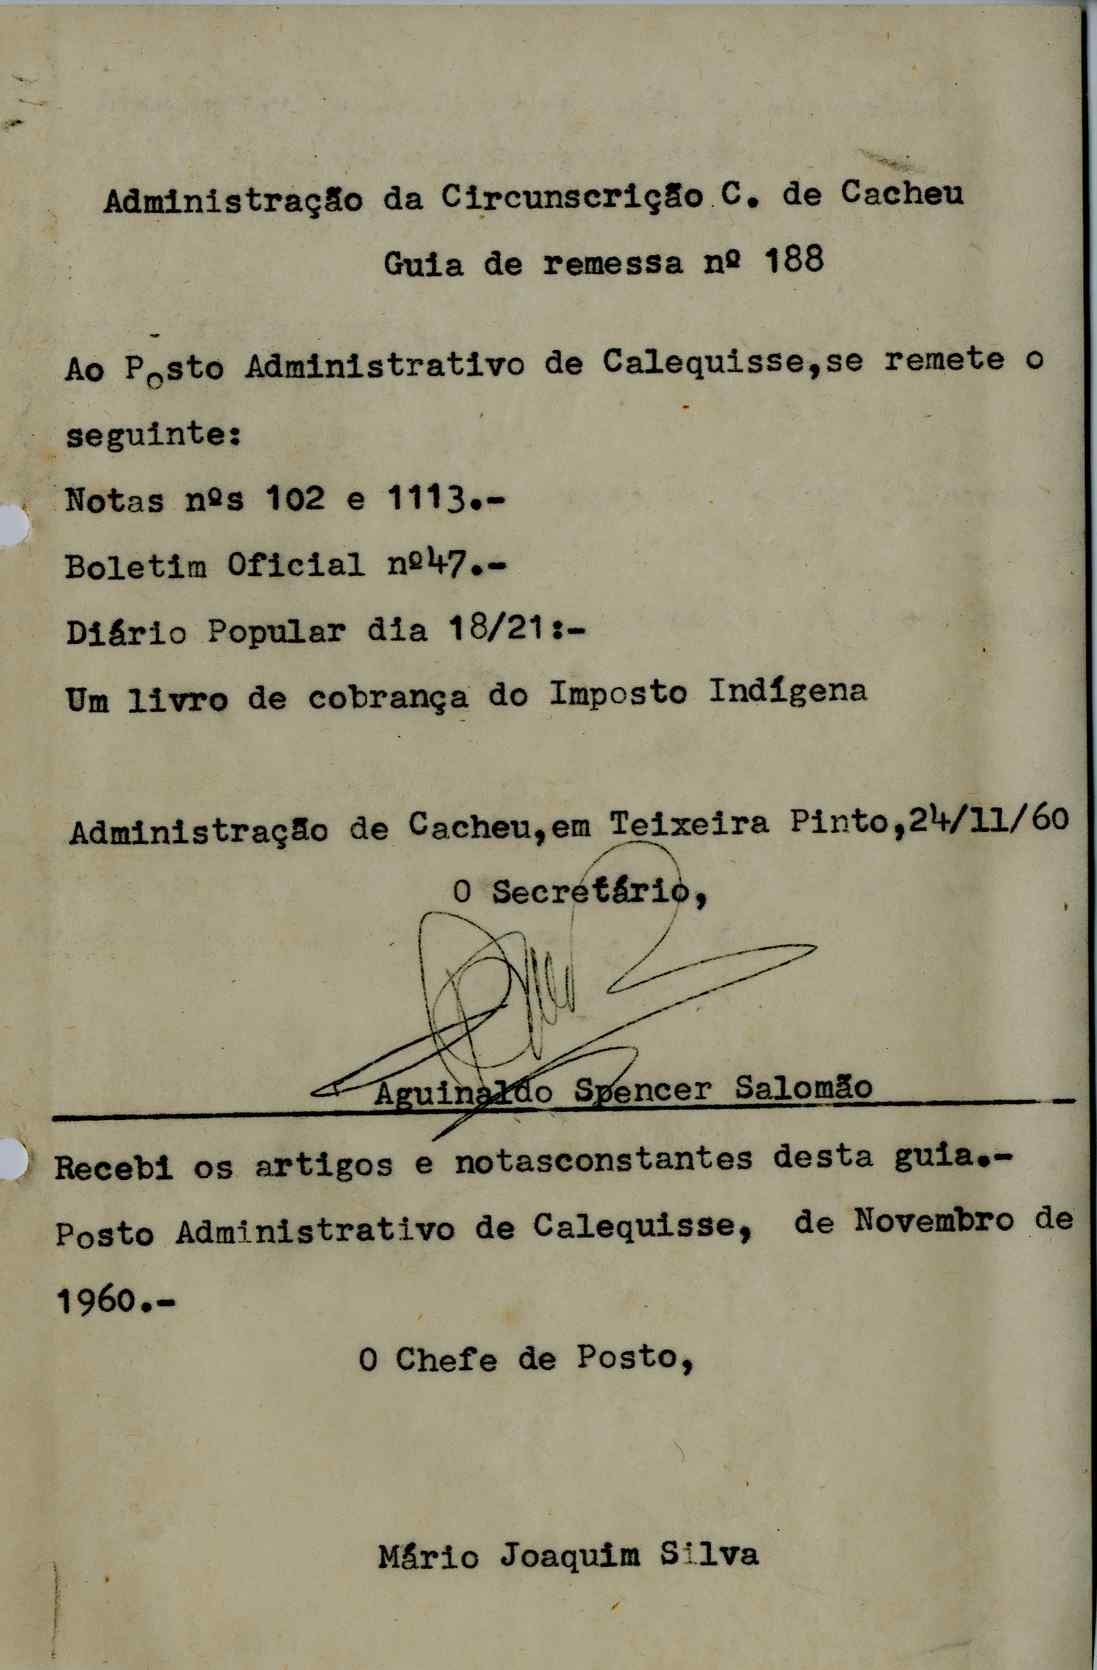 Administração da Circunscrição C. de Cacheu
Guia de remessa nº 188
Ao Posto Administrativo de Calequisse,se remete o
seguinte:
Notas nºs 102 e 1113.-
Boletim Oficial nº47.-
Diário Popular dia 18/21:-
Um livro de cobrança do Imposto Indígena
Administração de Cacheu,em Teixeira Pinto,24/11/60
O Secretário,
Aguinaldo Spencer Salomão
Recebi os artigos e notasconstantes desta guia.-
Posto Administrativo de Calequisse, de Novembro de
1960.-
O Chefe de Posto,
Mário Joaquim Silva